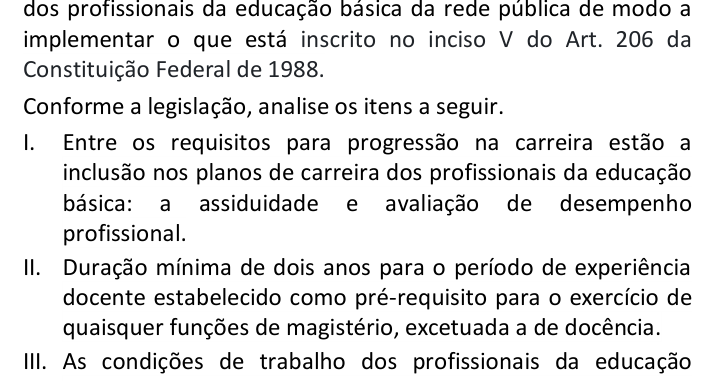 dos profissionais da educação básica da rede pública de modo a
implementar o que está inscrito no inciso V do Art. 206 da
Constituição Federal de 1988.
Conforme a legislação, analise os itens a seguir.
I. Entre os requisitos para progressão na carreira estão a
inclusão nos planos de carreira dos profissionais da educação
básica: a assiduidade e avaliação de desempenho
profissional.
II. Duração mínima de dois anos para o período de experiência
docente estabelecido como pré-requisito para o exercício de
quaisquer funções de magistério, excetuada a de docência.
III. As condições de trabalho dos profissionais da educação